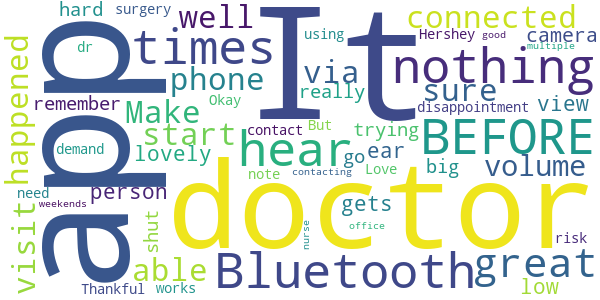 hard
surgery
dr
app
times
well
It
connected
using
Hershey
good
multiple
camera
phone
via
nothing
really
sure
Okay
remember
Make
disappointment
view
happened
start
contact
But
trying
BEFORE
demand
lovely
hear
ear
go
big
volume
visit
person
note
Love
need
weekends
shut
able
doctor
contacting
nurse
office
gets
great
risk
Thankful
works
Bluetooth
low